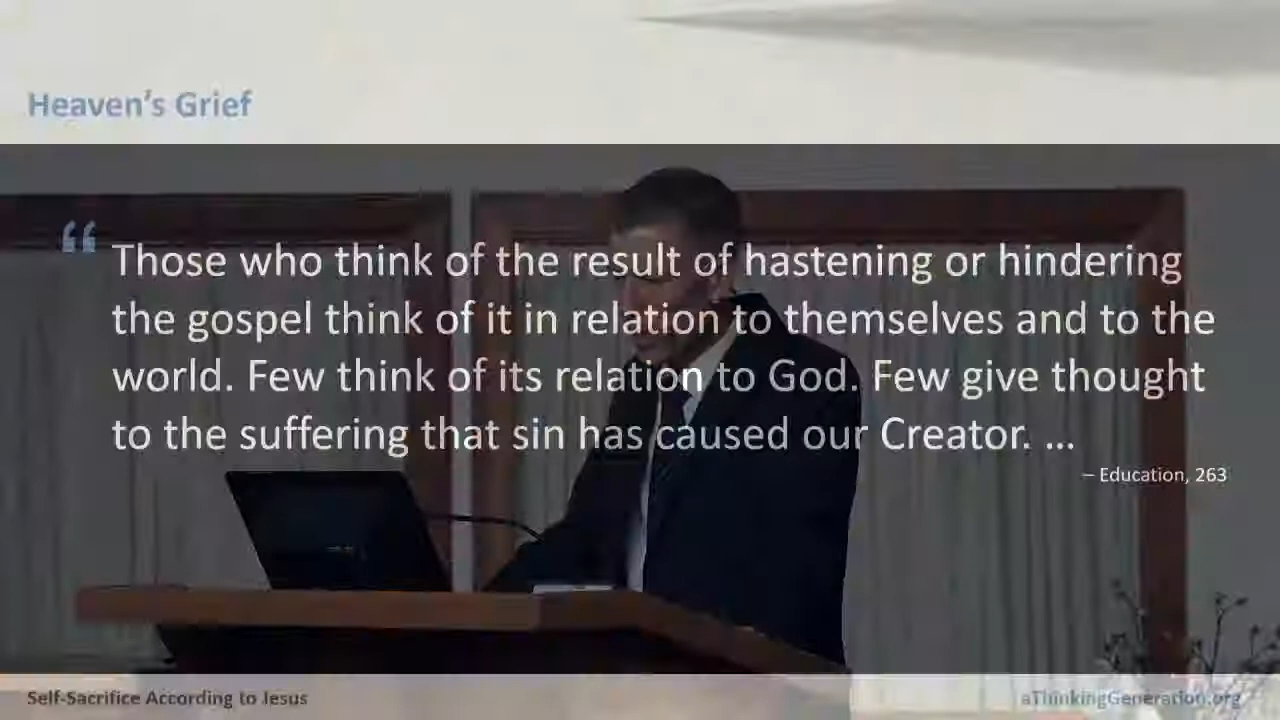 Heaven's Grief
“ Those who think of the result of hastening or hindering
the gospel think of it in relation to themselves and to the
world. Few think of its relation to God. Few give thought
to the suffering that sin has caused our Creator. ...
– Education, 263
Self-Sacrifice According to Jesus
aThinkingGeneration.org